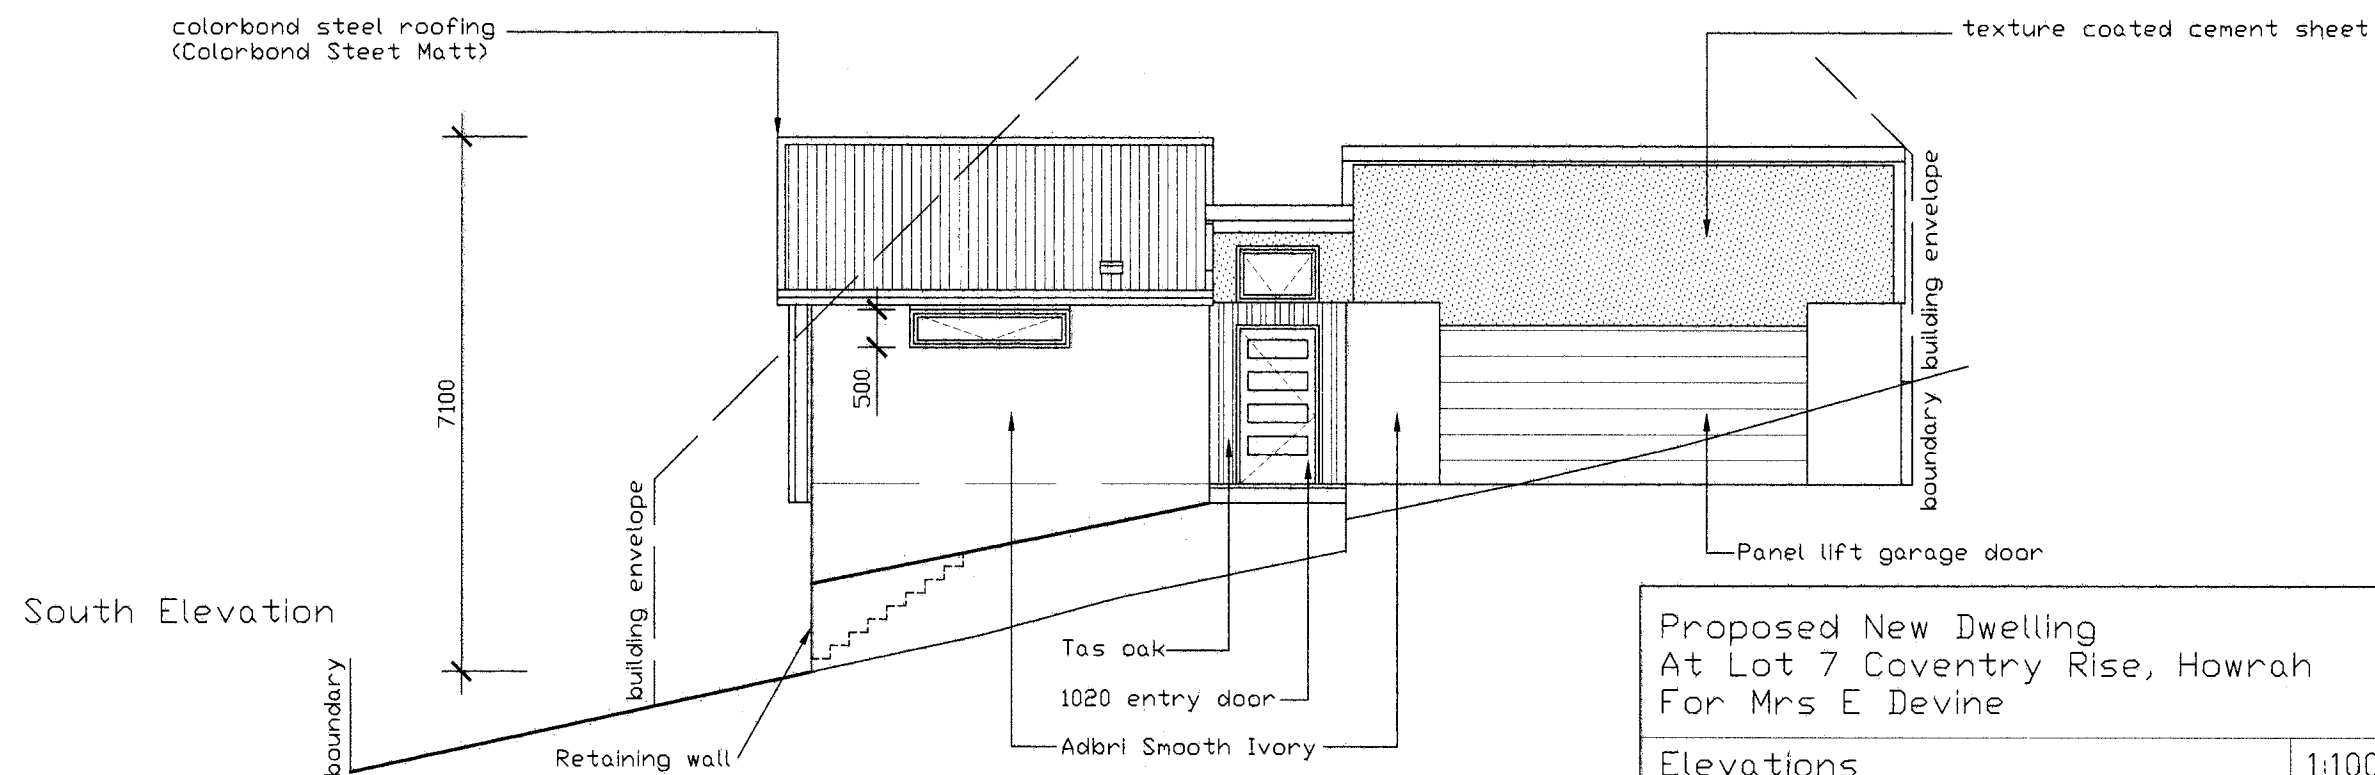 colorbond steel roofing
(Colorbond Steet Matt)
texture coated cement sheet
7100
500
building envelope
boundary building envelope
Panel lift garage door
South Elevation
boundary
Tas oak
1020 entry door
Retaining wall
Adbri Smooth Ivory
Proposed New Dwelling
At Lot 7 Coventry Rise, Howrah
For Mrs E Devine
Elevations
1:100